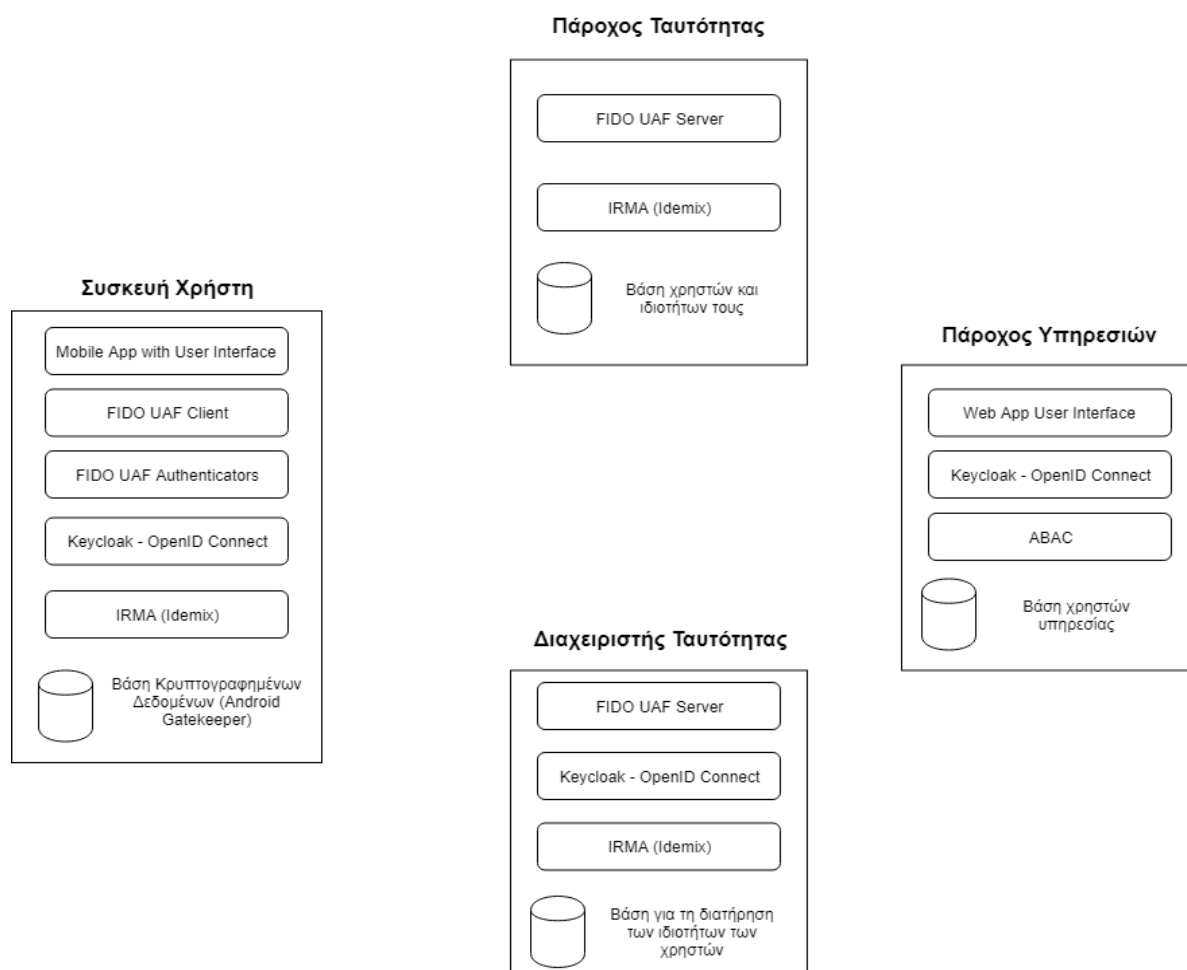 Πάροχος Ταυτότητας
FIDO UAF Server
IRMA (Idemix)
Βάση χρηστών και
ιδιοτήτων τους
Συσκευή Χρήστη
Mobile App with User Interface
FIDO UAF Client
FIDO UAF Authenticators
Keycloak - OpenID Connect
IRMA (Idemix)
Βάση Κρυπτογραφημένων
Δεδομένων (Android
Gatekeeper)
Πάροχος Υπηρεσιών
Web App User Interface
Keycloak - OpenID Connect
ABAC
Βάση χρηστών
υπηρεσίας
Διαχειριστής Ταυτότητας
FIDO UAF Server
Keycloak - OpenID Connect
IRMA (Idemix)
Βάση για τη διατήρηση
των ιδιοτήτων των
χρηστών